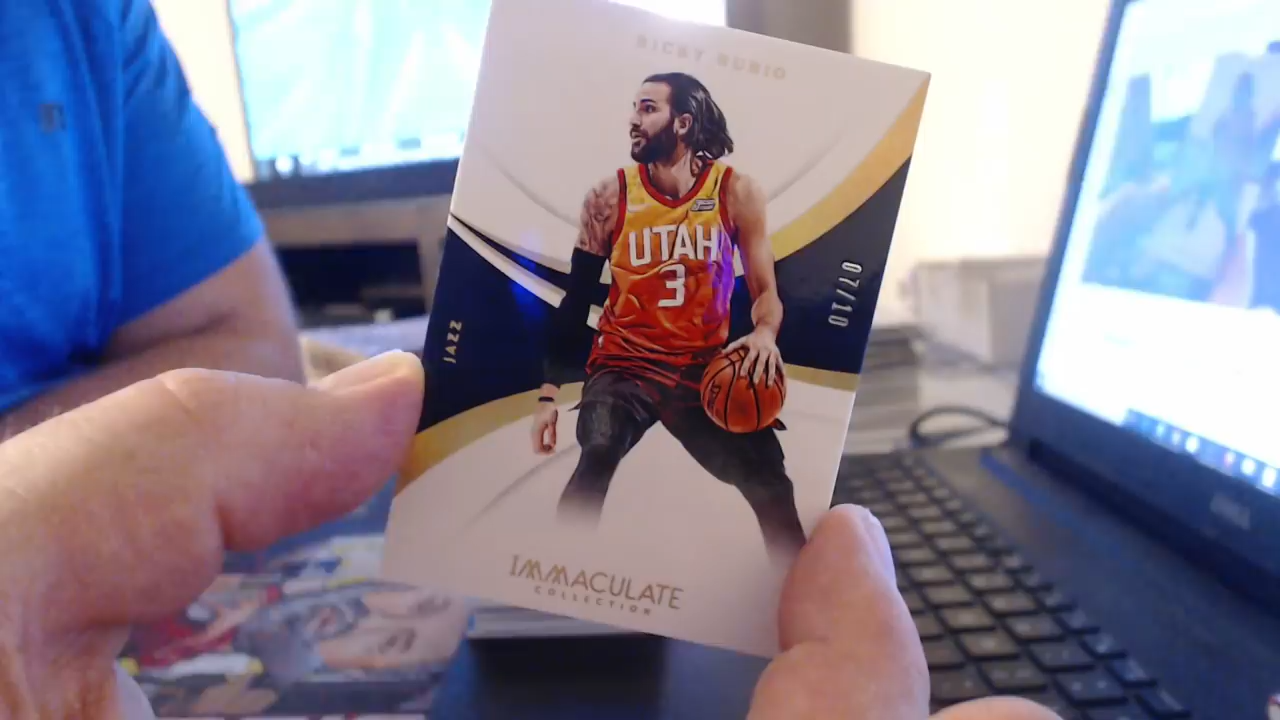 RICKY RUBIO
UTAH
3
07/10
JAZZ
IMMACULATE
COLLECTION